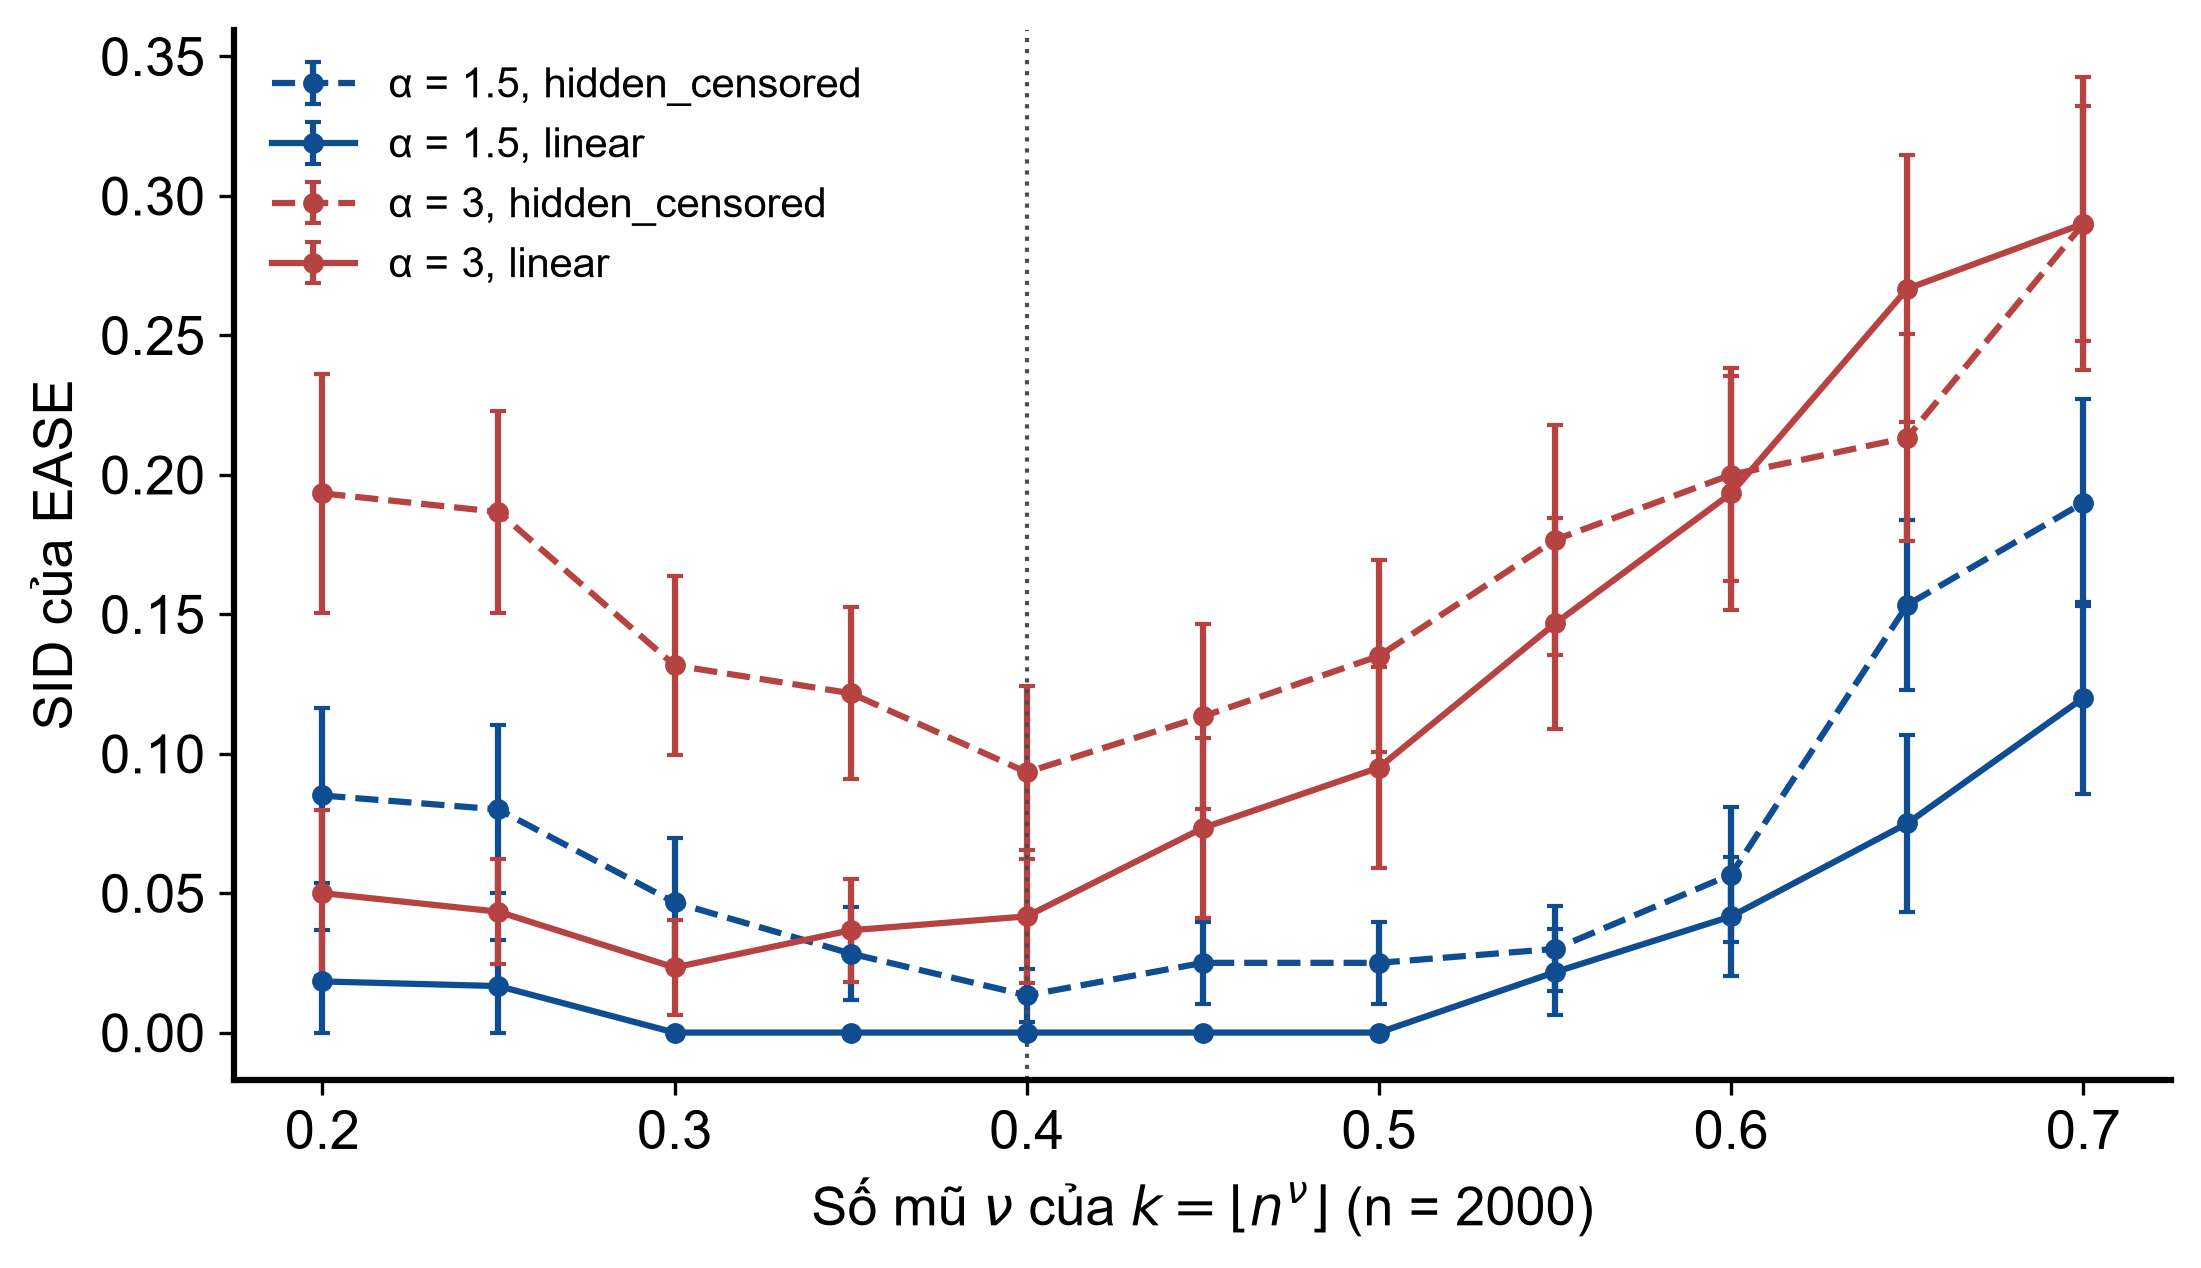 0.35
0.30
0.25
0.20
0.15
0.10
0.05
0.00
SID của EASE
α = 1.5, hidden_censored
α = 1.5, linear
α = 3, hidden_censored
α = 3, linear
0.2 0.3 0.4 0.5 0.6 0.7
Số mũ ν của k = ⌊n^ν⌋ (n = 2000)